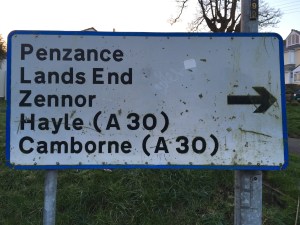 Penzance
Lands End
Zennor
Hayle (A 30)
Camborne (A 30)